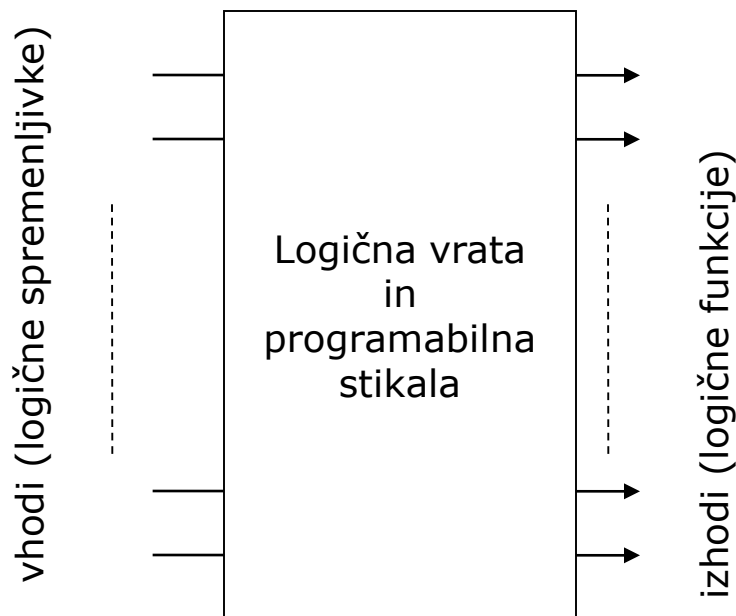 vhodi (logične spremenljivke)
Logična vrata
in
programabilna
stikala
izhodi (logične funkcije)